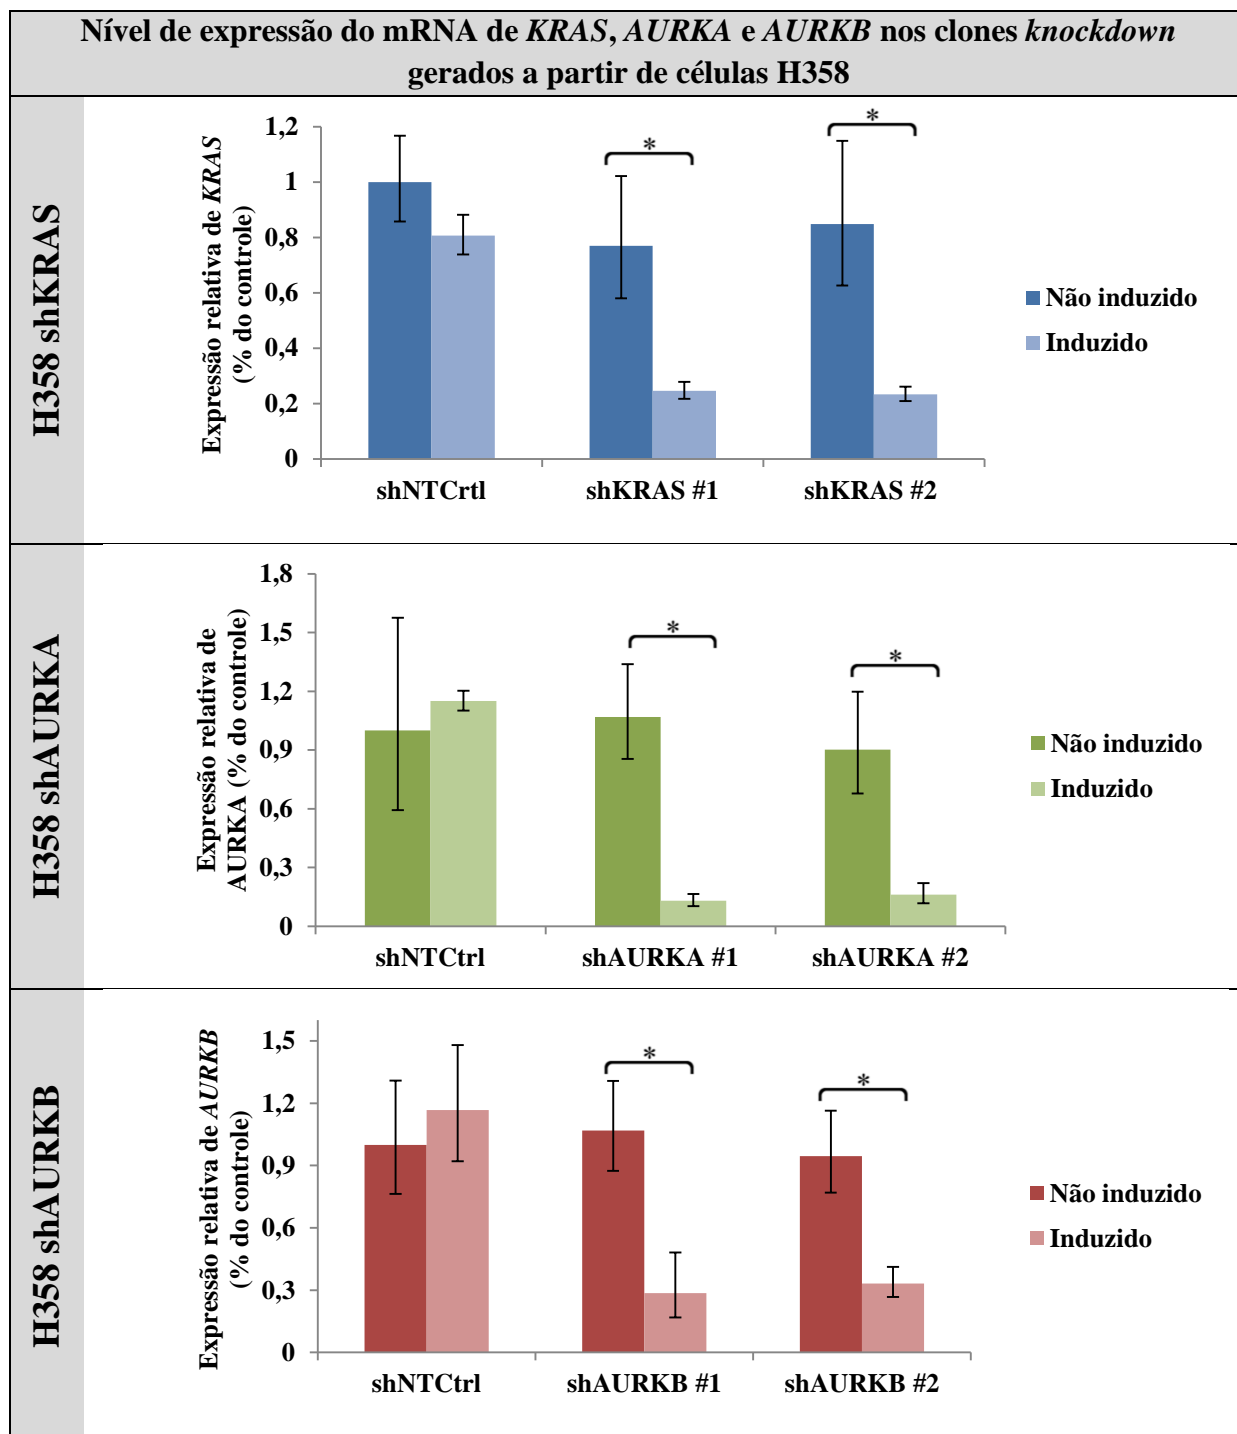 Nível de expressão do mRNA de KRAS, AURKA e AURKB nos clones knockdown
gerados a partir de células H358
H358 shKRAS
Expressão relativa de KRAS
(% do controle)
1,2
1
0,8
0,6
0,4
0,2
0
*
*
shNTCrtl
shKRAS #1
shKRAS #2
Não induzido
Induzido
H358 shAURKA
Expressão relativa de
AURKA (% do controle)
1,8
1,5
1,2
0,9
0,6
0,3
0
*
*
shNTCtrl
shAURKA #1
shAURKA #2
Não induzido
Induzido
H358 shAURKB
Expressão relativa de AURKB
(% do controle)
1,5
1,2
0,9
0,6
0,3
0
*
*
shNTCtrl
shAURKB #1
shAURKB #2
Não induzido
Induzido